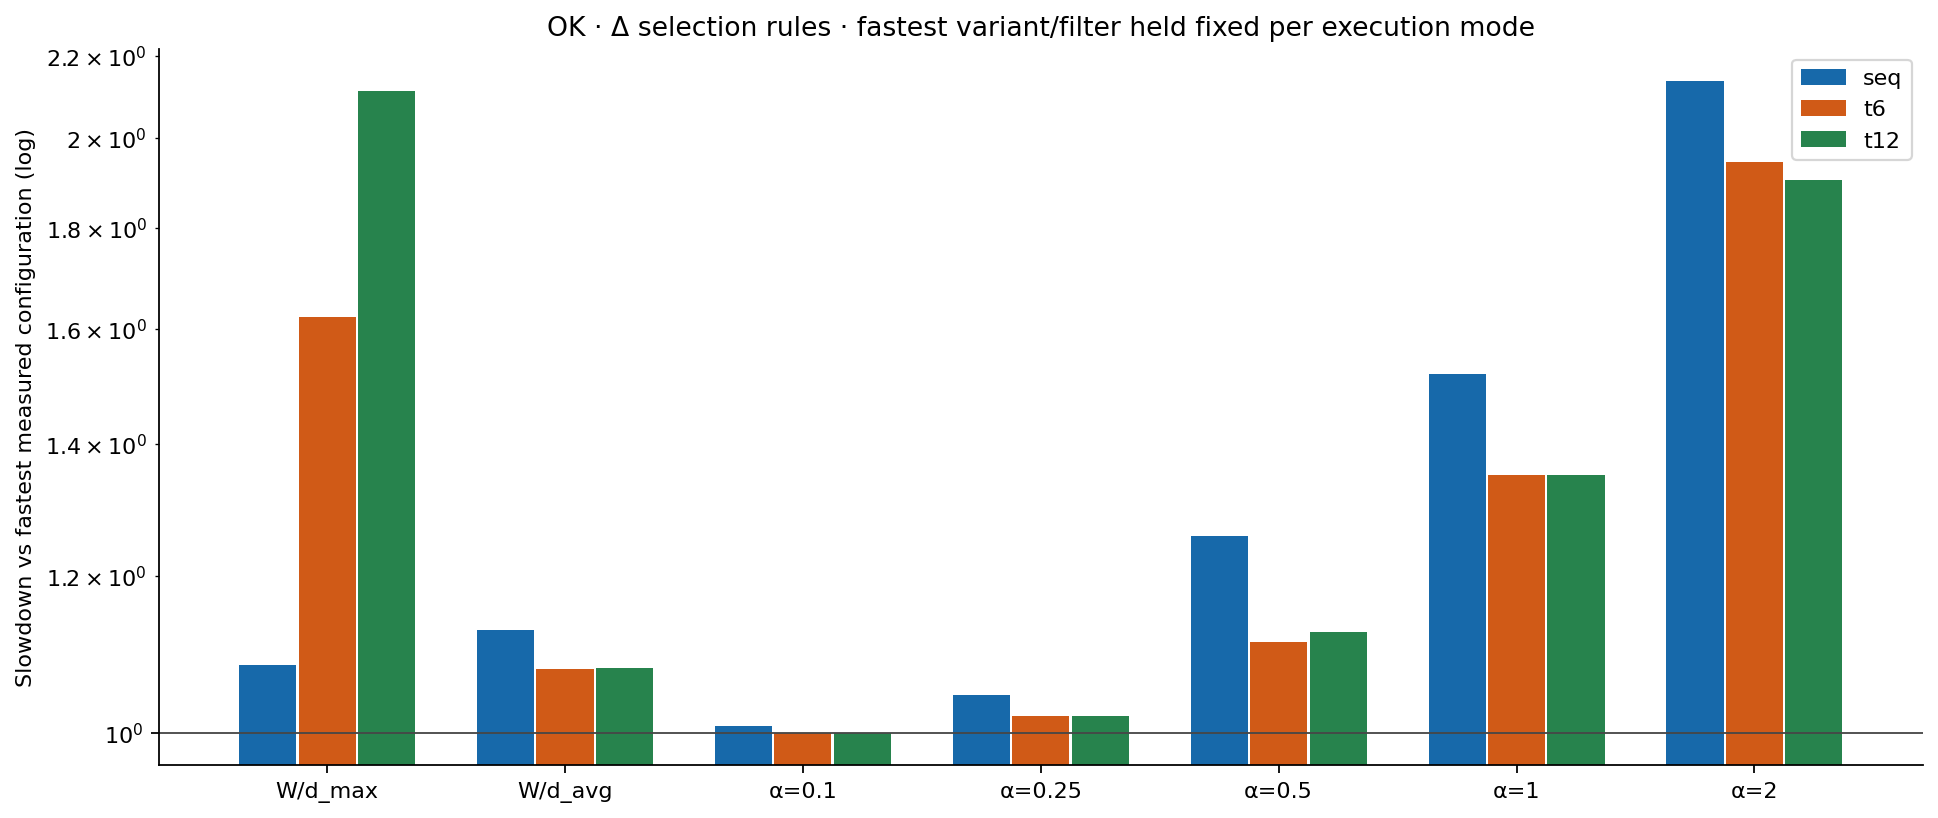 OK · Δ selection rules · fastest variant/filter held fixed per execution mode
Slowdown vs fastest measured configuration (log)
2.2 × 10⁰
2 × 10⁰
1.8 × 10⁰
1.6 × 10⁰
1.4 × 10⁰
1.2 × 10⁰
10⁰
seq
t6
t12
W/d_max
W/d_avg
α=0.1
α=0.25
α=0.5
α=1
α=2